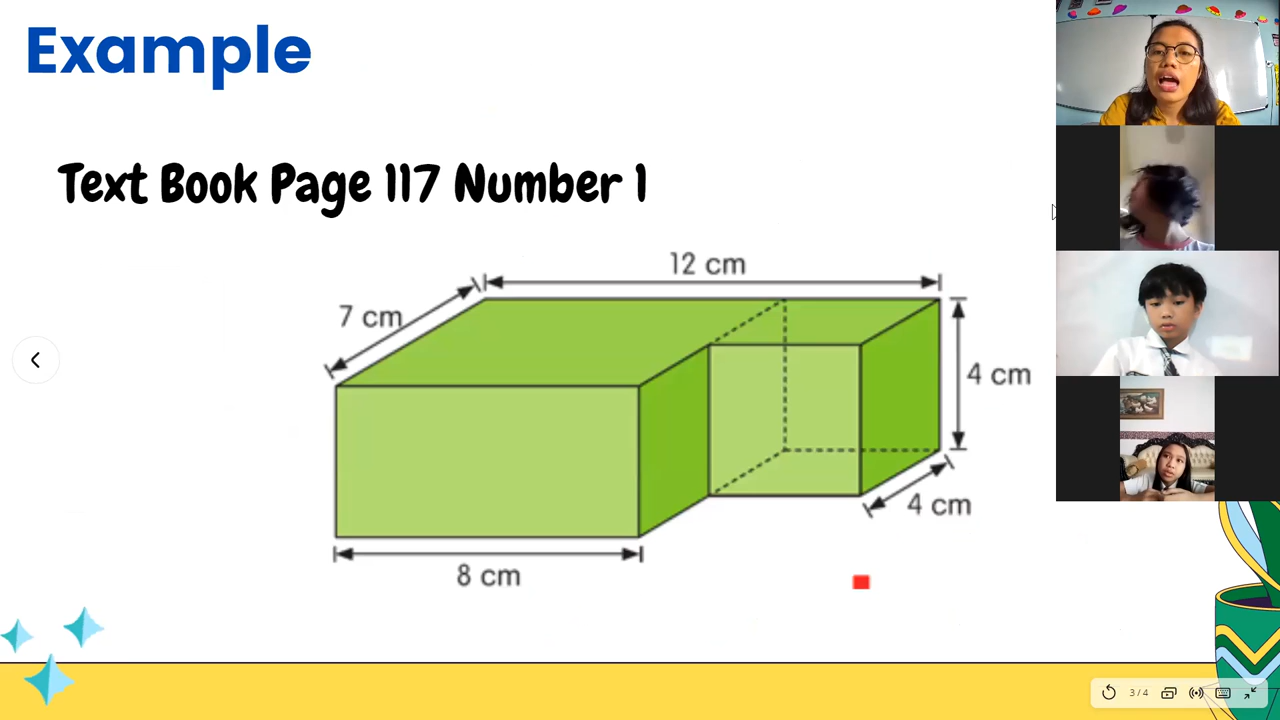 Example
Text Book Page 117 Number 1
12 cm
7 cm
4 cm
4 cm
8 cm
3 / 4